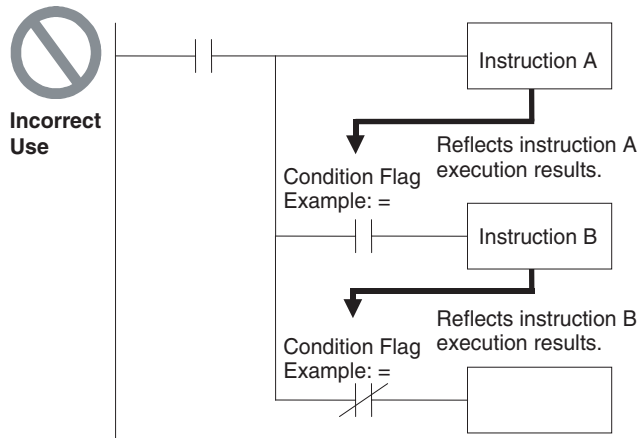 Instruction A
Incorrect
Use
Reflects instruction A
execution results.
Condition Flag
Example: =
Instruction B
Reflects instruction B
execution results.
Condition Flag
Example: =